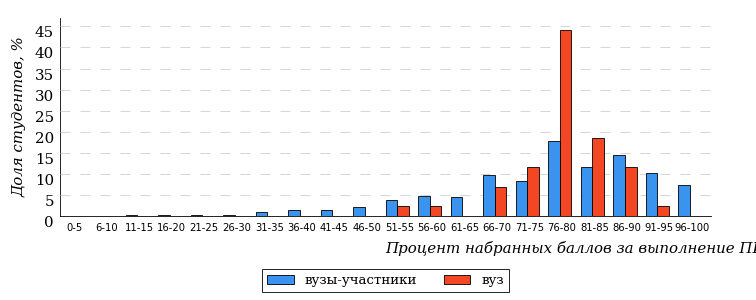 Доля студентов, %
45
40
35
30
25
20
15
10
5
0
0-5 6-10 11-15 16-20 21-25 26-30 31-35 36-40 41-45 46-50 51-55 56-60 61-65 66-70 71-75 76-80 81-85 86-90 91-95 96-100
Процент набранных баллов за выполнение
вузы-участники вуз